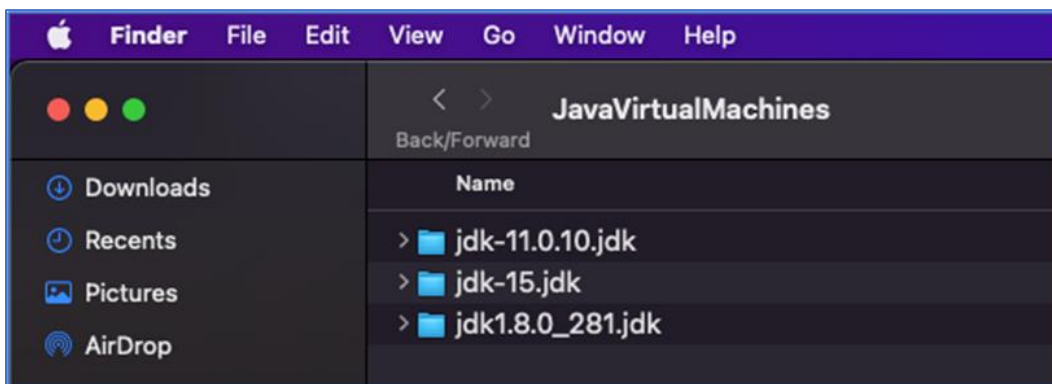 Finder File Edit View Go Window Help
JavaVirtualMachines
Back/Forward
Name
Downloads
Recents
Pictures
AirDrop
jdk-11.0.10.jdk
jdk-15.jdk
jdk1.8.0_281.jdk